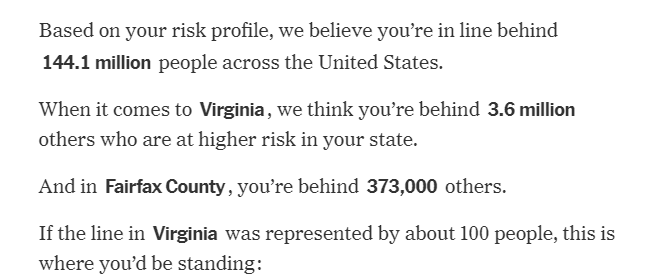 Based on your risk profile, we believe you’re in line behind
144.1 million people across the United States.
When it comes to Virginia, we think you’re behind 3.6 million
others who are at higher risk in your state.
And in Fairfax County, you’re behind 373,000 others.
If the line in Virginia was represented by about 100 people, this is
where you’d be standing: